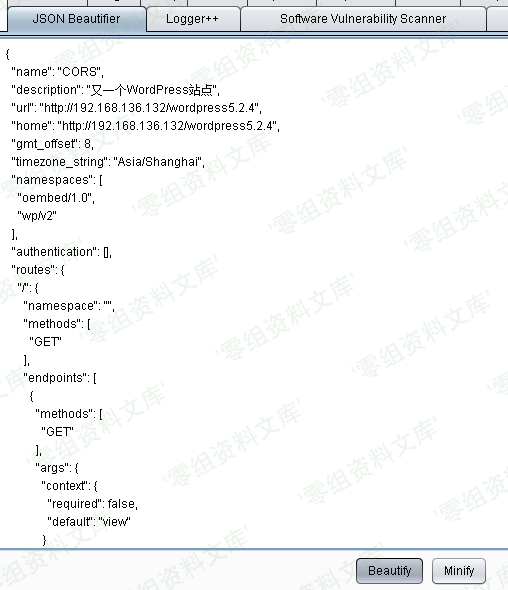 JSON Beautifier
Logger++
Software Vulnerability Scanner
{
"name": "CORS",
"description": "又一个WordPress站点",
"url": "http://192.168.136.132/wordpress5.2.4",
"home": "http://192.168.136.132/wordpress5.2.4",
"gmt_offset": 8,
"timezone_string": "Asia/Shanghai",
"namespaces": [
"oembed/1.0",
"wp/v2"
],
"authentication": [],
"routes": {
"/": {
"namespace": "",
"methods": [
"GET"
],
"endpoints": [
{
"methods": [
"GET"
],
"args": {
"context": {
"required": false,
"default": "view"
}
Beautify
Minify
'零组资料文库'